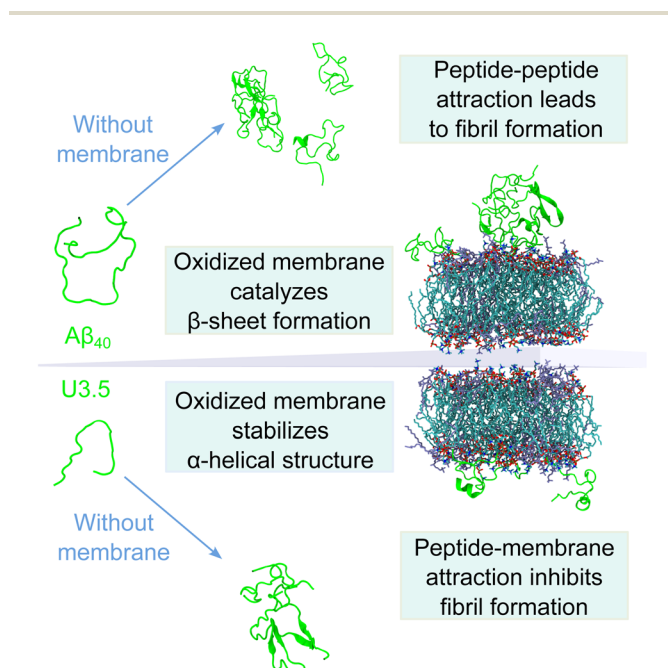 Peptide-peptide
attraction leads
to fibril formation
Without
membrane
Oxidized membrane
catalyzes
β-sheet formation
Aβ₄₀
U3.5
Oxidized membrane
stabilizes
α-helical structure
Without
membrane
Peptide-membrane
attraction inhibits
fibril formation